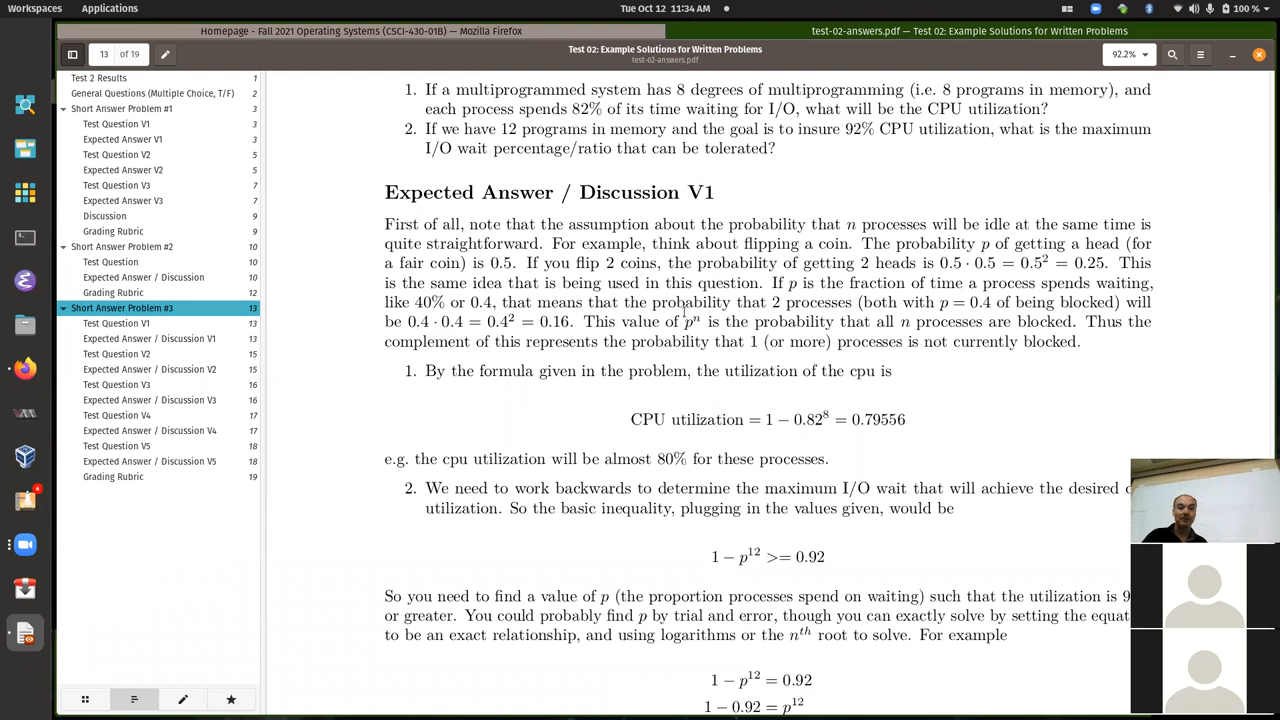 Workspaces Applications Tue Oct 12 11:34 AM 100 %
Homepage - Fall 2021 Operating Systems (CSCI-430-01B) — Mozilla Firefox
test-02-answers.pdf — Test 02: Example Solutions for Written Problems
13 of 19
Test 02: Example Solutions for Written Problems
test-02-answers.pdf
92.2%
Test 2 Results 1
General Questions (Multiple Choice, T/F) 2
Short Answer Problem #1 3
Test Question V1 3
Expected Answer V1 3
Test Question V2 5
Expected Answer V2 5
Test Question V3 7
Expected Answer V3 7
Discussion 9
Grading Rubric 9
Short Answer Problem #2 10
Test Question 10
Expected Answer / Discussion 10
Grading Rubric 12
Short Answer Problem #3 13
Test Question V1 13
Expected Answer / Discussion V1 13
Test Question V2 15
Expected Answer / Discussion V2 15
Test Question V3 16
Expected Answer / Discussion V3 16
Test Question V4 17
Expected Answer / Discussion V4 17
Test Question V5 18
Expected Answer / Discussion V5 18
Grading Rubric 19
1. If a multiprogrammed system has 8 degrees of multiprogramming (i.e. 8 programs in memory), and
each process spends 82% of its time waiting for I/O, what will be the CPU utilization?
2. If we have 12 programs in memory and the goal is to insure 92% CPU utilization, what is the maximum
I/O wait percentage/ratio that can be tolerated?
Expected Answer / Discussion V1
First of all, note that the assumption about the probability that n processes will be idle at the same time is
quite straightforward. For example, think about flipping a coin. The probability p of getting a head (for
a fair coin) is 0.5. If you flip 2 coins, the probability of getting 2 heads is 0.5 · 0.5 = 0.5² = 0.25. This
is the same idea that is being used in this question. If p is the fraction of time a process spends waiting,
like 40% or 0.4, that means that the probability that 2 processes (both with p = 0.4 of being blocked) will
be 0.4 · 0.4 = 0.4² = 0.16. This value of pⁿ is the probability that all n processes are blocked. Thus the
complement of this represents the probability that 1 (or more) processes is not currently blocked.
1. By the formula given in the problem, the utilization of the cpu is
CPU utilization = 1 − 0.82⁸ = 0.79556
e.g. the cpu utilization will be almost 80% for these processes.
2. We need to work backwards to determine the maximum I/O wait that will achieve the desired
utilization. So the basic inequality, plugging in the values given, would be
1 − p¹² >= 0.92
So you need to find a value of p (the proportion processes spend on waiting) such that the utilization is 9
or greater. You could probably find p by trial and error, though you can exactly solve by setting the equat
to be an exact relationship, and using logarithms or the nᵗʰ root to solve. For example
1 − p¹² = 0.92
1 − 0.92 = p¹²